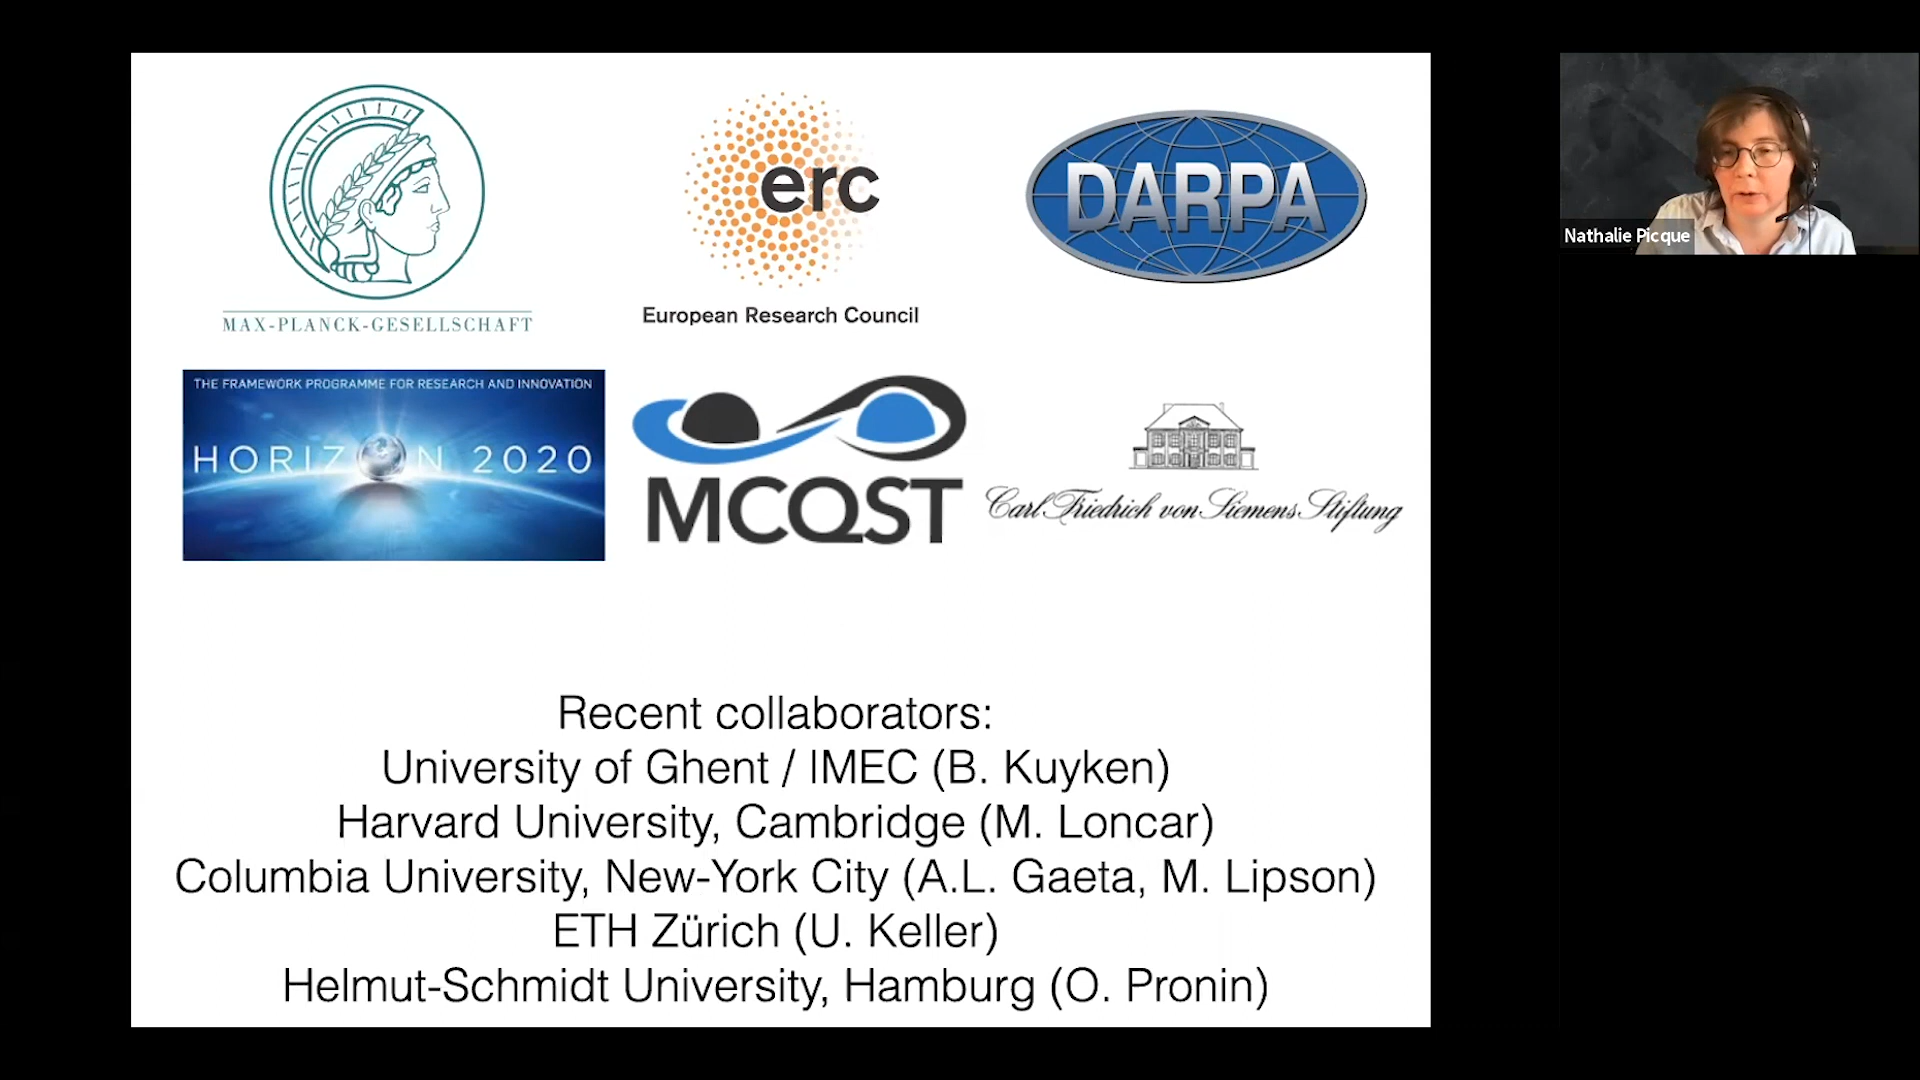 MAX-PLANCK-GESELLSCHAFT
erc
European Research Council
DARPA
THE FRAMEWORK PROGRAMME FOR RESEARCH AND INNOVATION
HORIZON 2020
MCQST
Carl Friedrich von Siemens Stiftung
Recent collaborators:
University of Ghent / IMEC (B. Kuyken)
Harvard University, Cambridge (M. Loncar)
Columbia University, New-York City (A.L. Gaeta, M. Lipson)
ETH Zürich (U. Keller)
Helmut-Schmidt University, Hamburg (O. Pronin)
Nathalie Picque